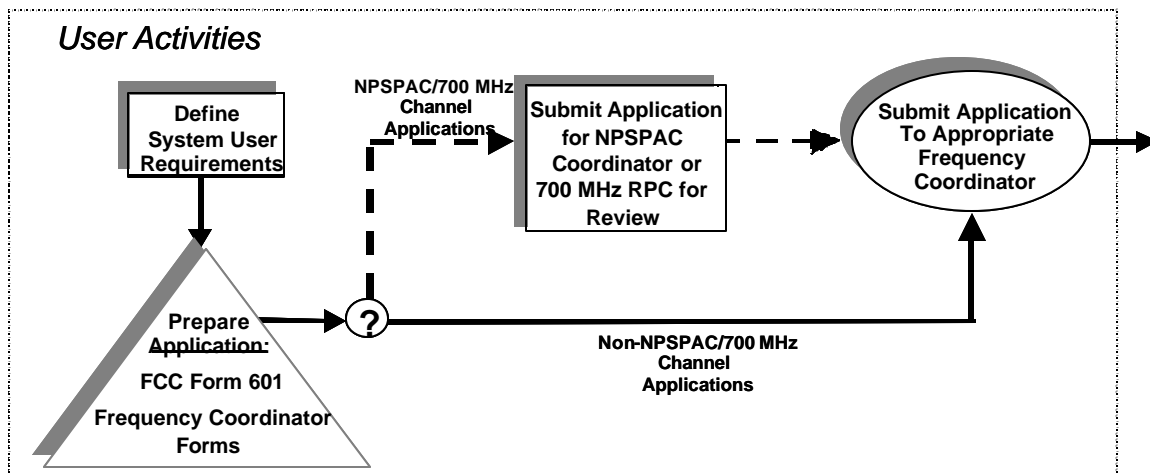 User Activities
Define
System User
Requirements
NPSPAC/700 MHz
Channel
Applications
Submit Application
for NPSPAC
Coordinator or
700 MHz RPC for
Review
Submit Application
To Appropriate
Frequency
Coordinator
Prepare
Application:
FCC Form 601
Frequency Coordinator
Forms
?
Non-NPSPAC/700 MHz
Channel
Applications